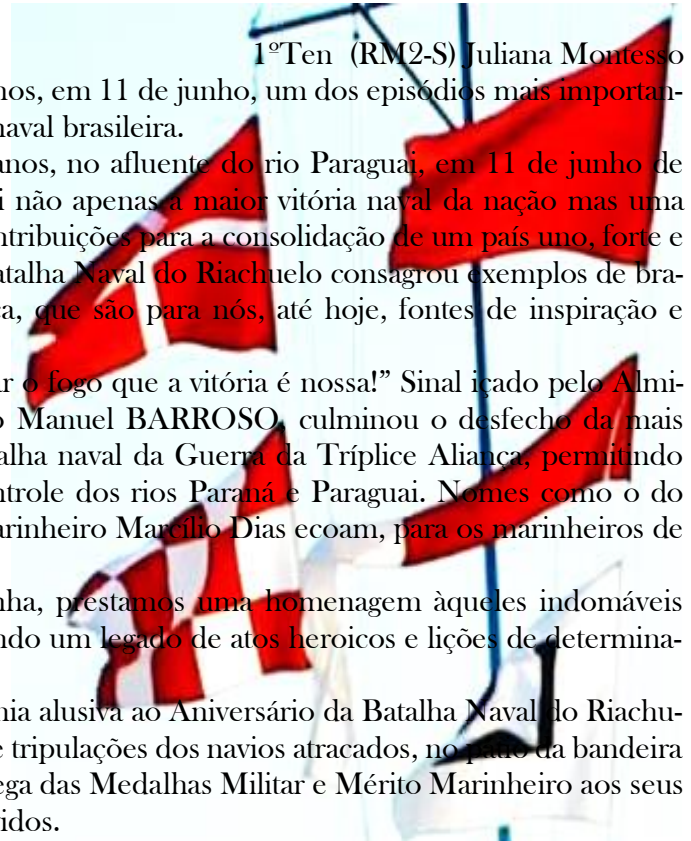 1ºTen (RM2-S) Juliana Montesso
nos, em 11 de junho, um dos episódios mais importan-
naval brasileira.
anos, no afluente do rio Paraguai, em 11 de junho de
i não apenas a maior vitória naval da nação mas uma
ntribuições para a consolidação de um país uno, forte e
atalha Naval do Riachuelo consagrou exemplos de bra-
ça, que são para nós, até hoje, fontes de inspiração e
ar o fogo que a vitória é nossa!” Sinal içado pelo Almi-
o Manuel BARROSO, culminou o desfecho da mais
alha naval da Guerra da Tríplice Aliança, permitindo
ntrole dos rios Paraná e Paraguai. Nomes como o do
arinheiro Marcílio Dias ecoam, para os marinheiros de
nha, prestamos uma homenagem àqueles indomáveis
ndo um legado de atos heroicos e lições de determina-
nia alusiva ao Aniversário da Batalha Naval do Riachu-
e tripulações dos navios atracados, no pátio da bandeira
ega das Medalhas Militar e Mérito Marinheiro aos seus
vidos.